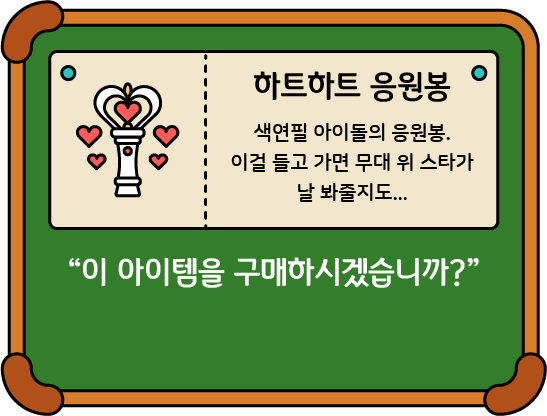 하트하트 응원봉
색연필 아이돌의 응원봉.
이걸 들고 가면 무대 위 스타가
날 봐줄지도...
“이 아이템을 구매하시겠습니까?”